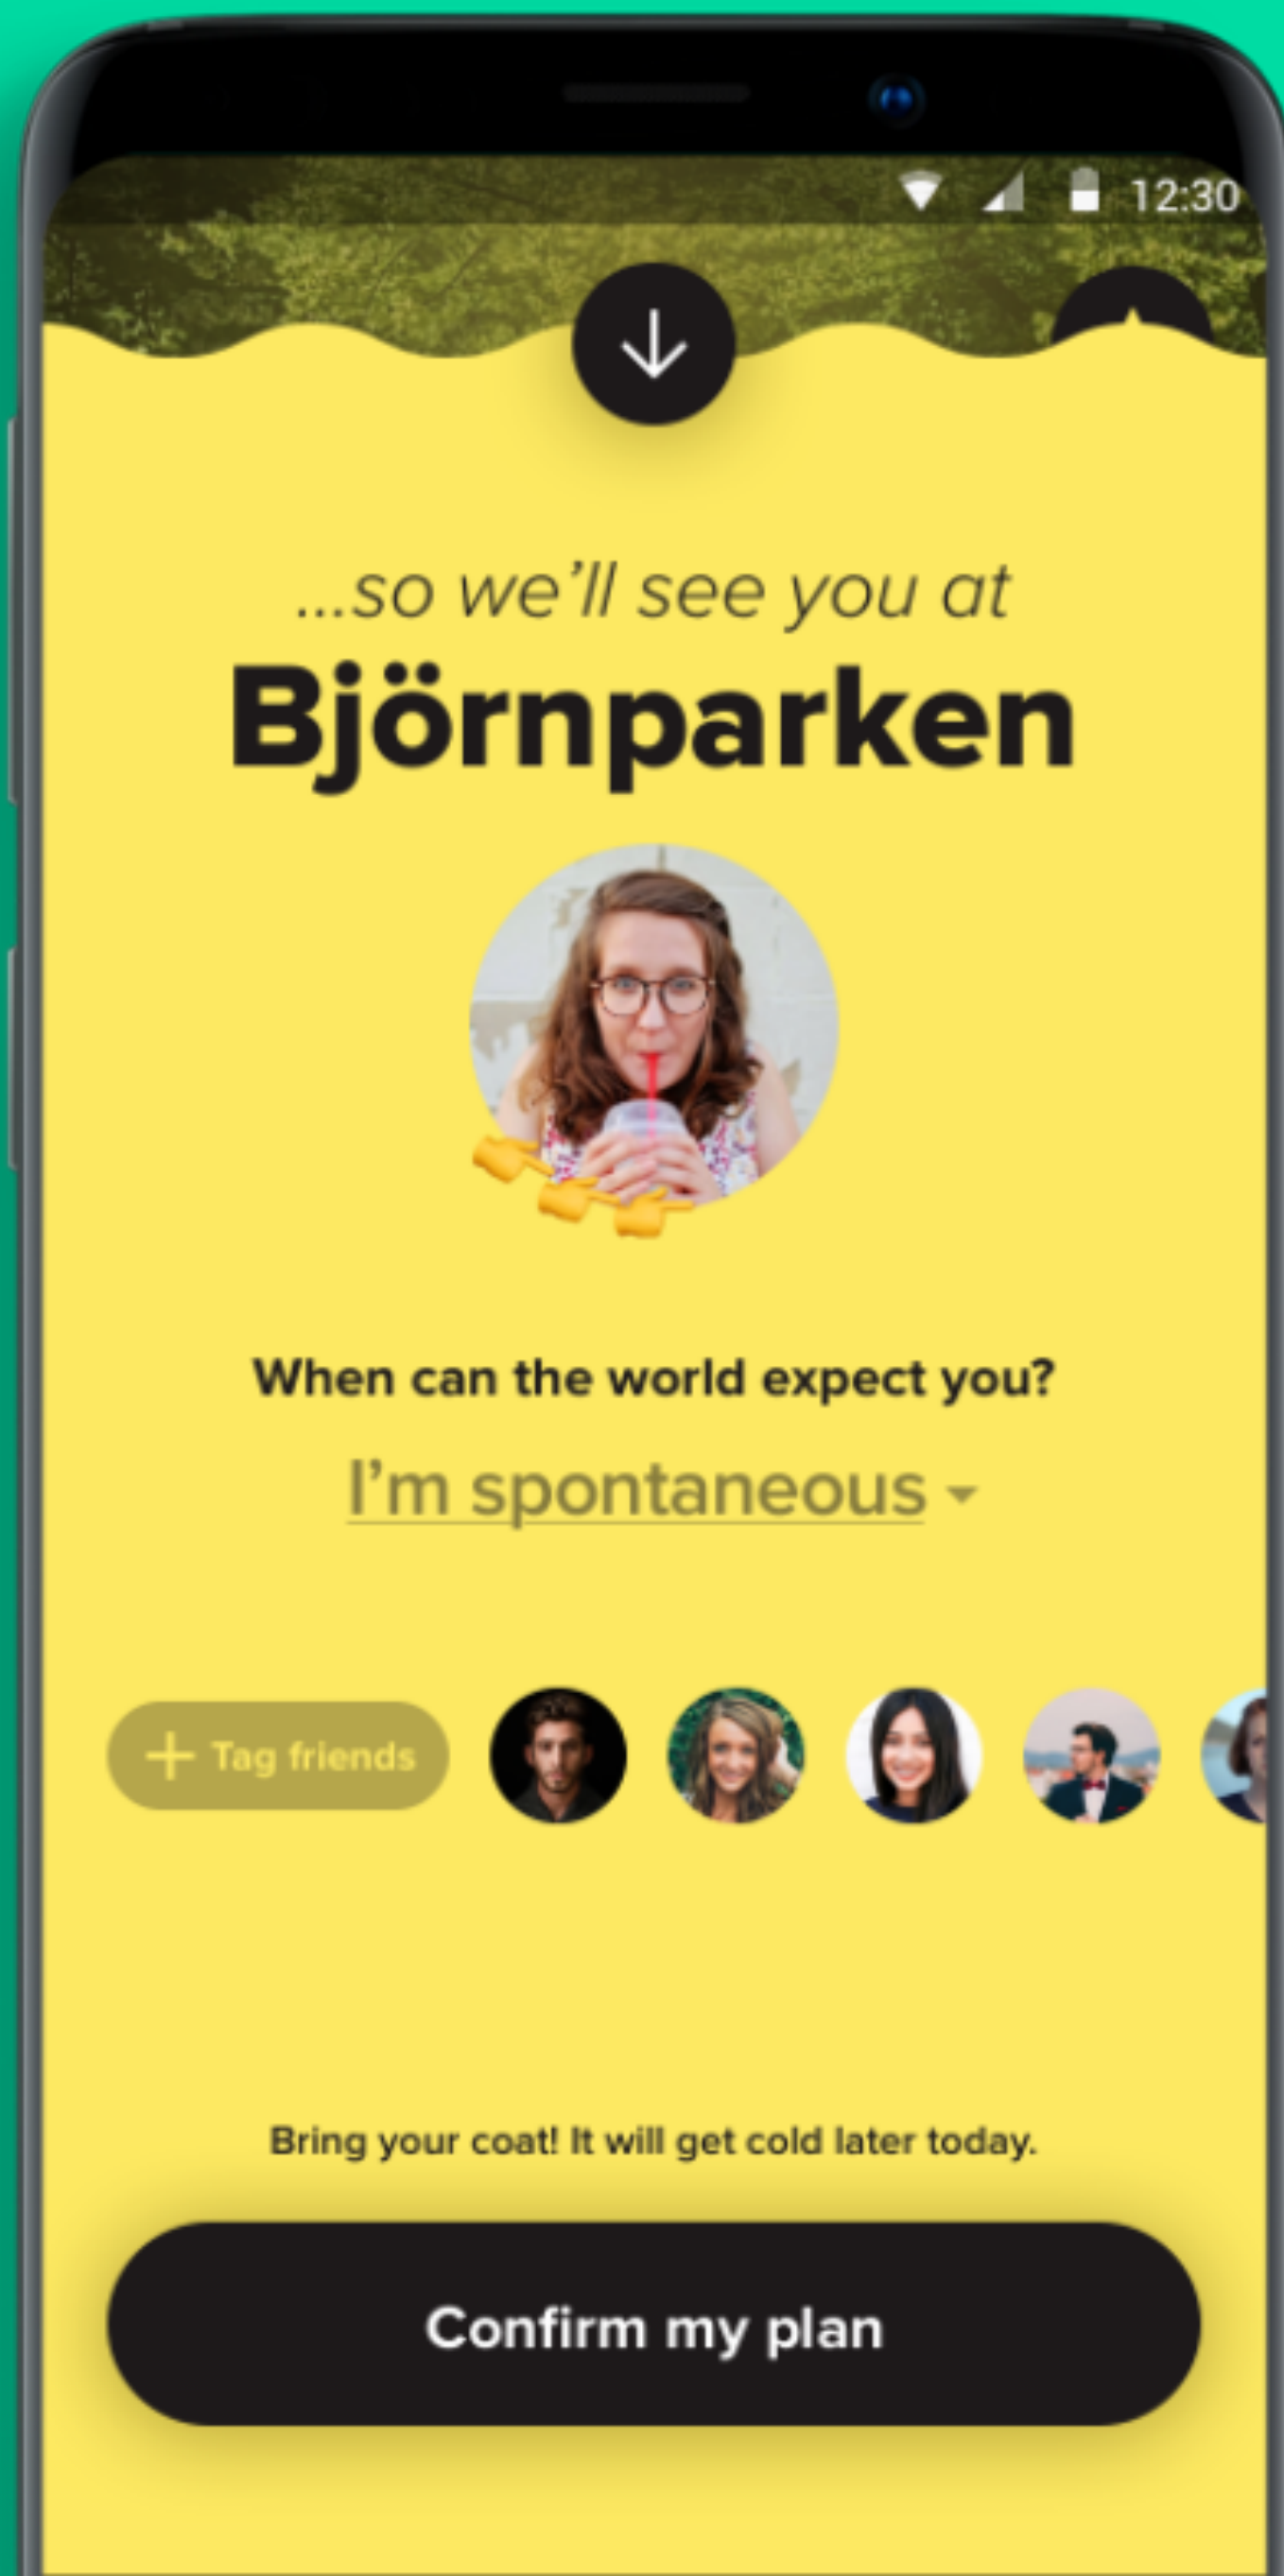 12:30
...so we’ll see you at
Björnparken
When can the world expect you?
I’m spontaneous
Tag friends
Bring your coat! It will get cold later today.
Confirm my plan